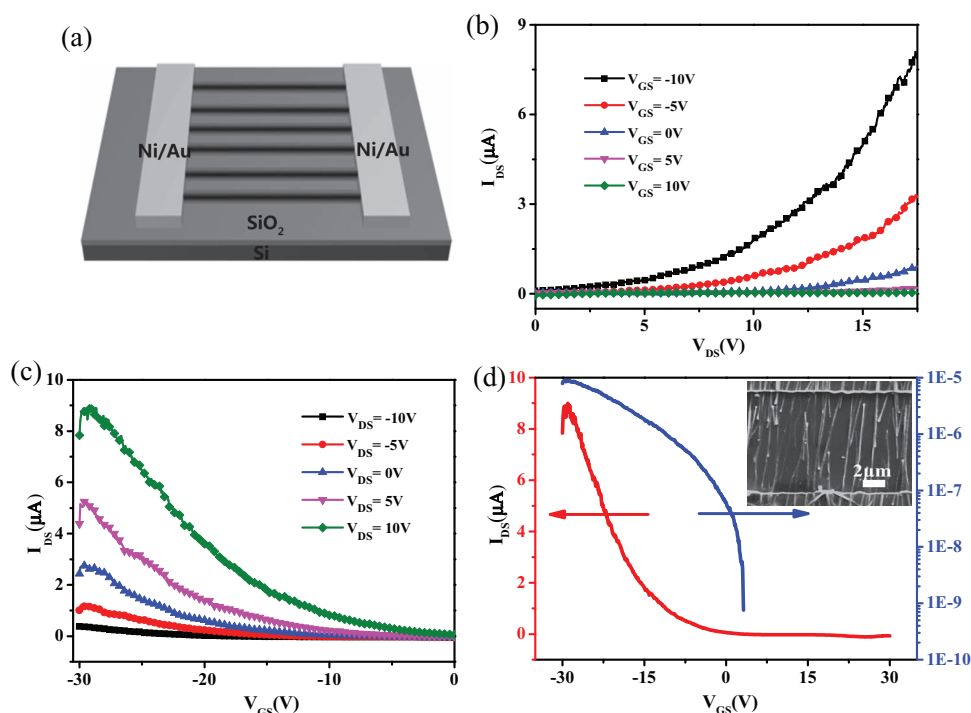 (a)
Ni/Au
Ni/Au
SiO2
Si
(b)
VGS= -10V
VGS= -5V
VGS= 0V
VGS= 5V
VGS= 10V
9
6
3
0
IDS(μA)
0
5
10
15
VDS(V)
(c)
VDS= -10V
VDS= -5V
VDS= 0V
VDS= 5V
VDS= 10V
10
8
6
4
2
0
IDS(μA)
-30
-20
-10
0
VGS(V)
(d)
10
8
6
4
2
0
IDS(μA)
1E-5
1E-6
1E-7
1E-8
1E-9
1E-10
2μm
-30
-15
0
15
30
VGS(V)